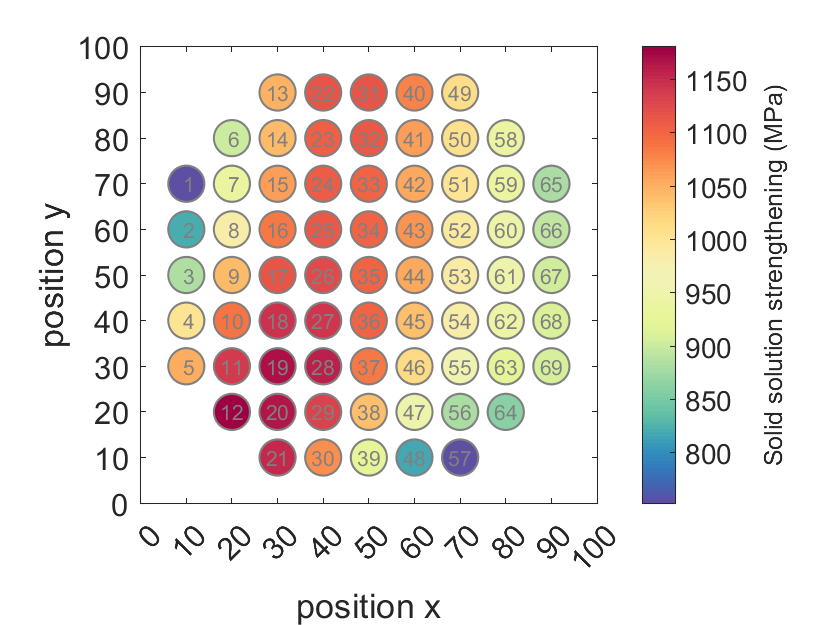 100
90 13 22 31 40 49 1150
80 6 14 23 32 41 50 58 1100
70 1 7 15 24 33 42 51 59 65 1050
60 2 8 16 25 34 43 52 60 66 1000
50 3 9 17 26 35 44 53 61 67 950
40 4 10 18 27 36 45 54 62 68 900
30 5 11 19 28 37 46 55 63 69 850
20 12 20 29 38 47 56 64 800
10 21 30 39 48 57
0
0 10 20 30 40 50 60 70 80 90 100
position x
position y
Solid solution strengthening (MPa)